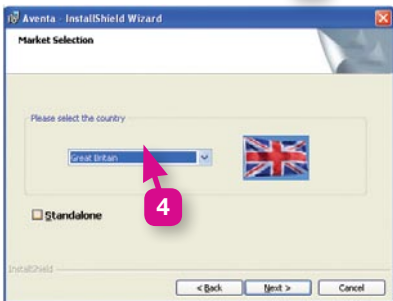 Aventa - InstallShield Wizard
Market Selection
Please select the country
Great Britain
4
Standalone
InstallShield
< Back
Next >
Cancel